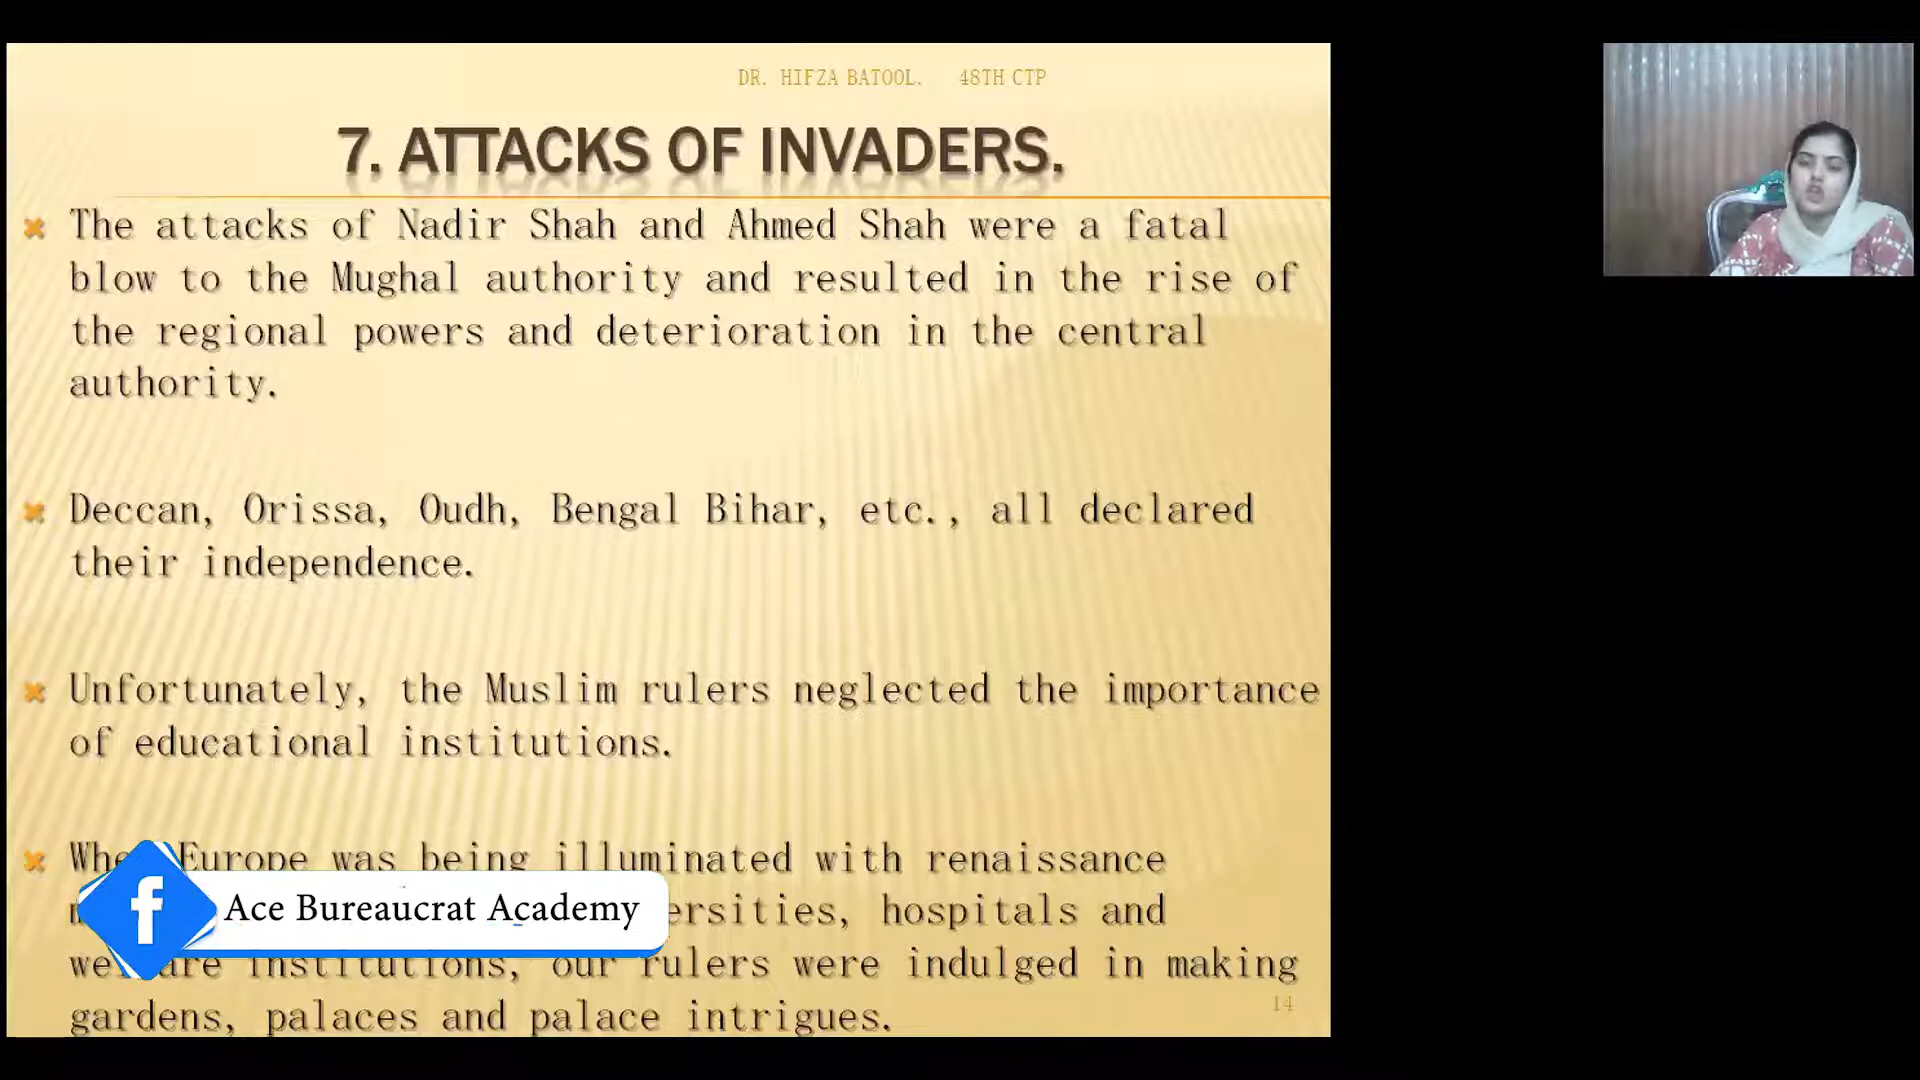 DR. HIFZA BATOOL. 48TH CTP
7. ATTACKS OF INVADERS.
The attacks of Nadir Shah and Ahmed Shah were a fatal
blow to the Mughal authority and resulted in the rise of
the regional powers and deterioration in the central
authority.
Deccan, Orissa, Oudh, Bengal Bihar, etc., all declared
their independence.
Unfortunately, the Muslim rulers neglected the importance
of educational institutions.
Europe was being illuminated with renaissance
hospitals and
institutions, our rulers were indulged in making
gardens, palaces and palace intrigues.
Ace Bureaucrat Academy
14